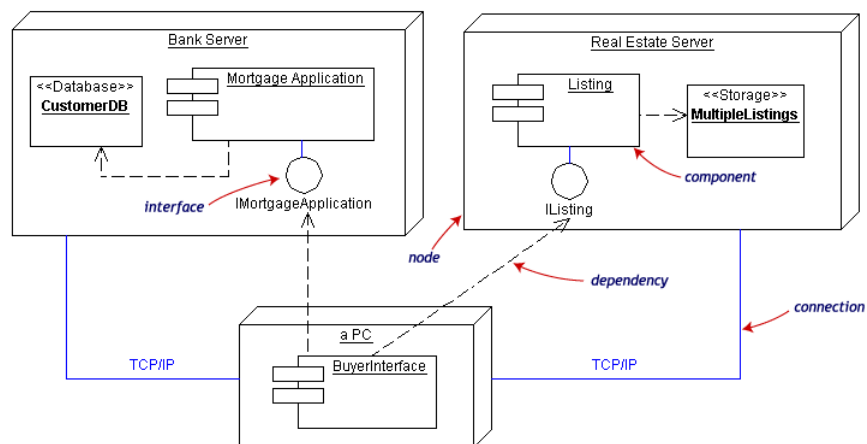 Bank Server
<<Database>>
CustomerDB
Mortgage Application
interface
IMortgageApplication
Real Estate Server
Listing
<<Storage>>
MultipleListings
component
IListing
node
dependency
connection
a PC
BuyerInterface
TCP/IP
TCP/IP